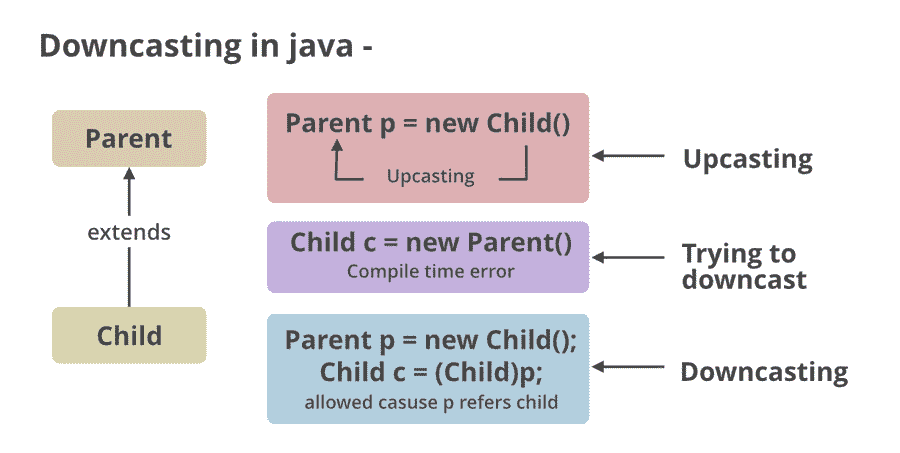 Downcasting in java -
Parent
extends
Child
Parent p = new Child()
Upcasting
Upcasting
Child c = new Parent()
Compile time error
Trying to
downcast
Parent p = new Child();
Child c = (Child)p;
allowed casuse p refers child
Downcasting